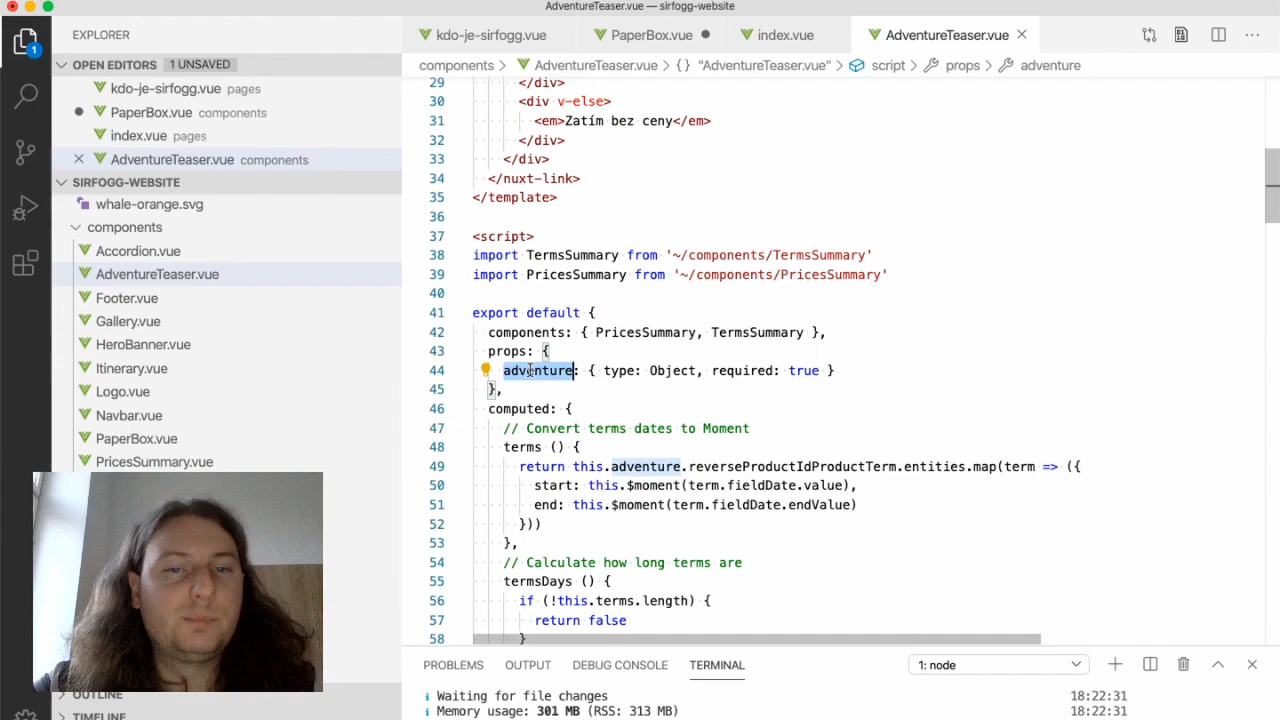 AdventureTeaser.vue — sirfogg-website
EXPLORER
OPEN EDITORS 1 UNSAVED
kdo-je-sirfogg.vue pages
PaperBox.vue components
index.vue pages
AdventureTeaser.vue components
SIRFOGG-WEBSITE
whale-orange.svg
components
Accordion.vue
AdventureTeaser.vue
Footer.vue
Gallery.vue
HeroBanner.vue
Itinerary.vue
Logo.vue
Navbar.vue
PaperBox.vue
PricesSummary.vue
OUTLINE
TIMELINE
1
kdo-je-sirfogg.vue PaperBox.vue index.vue AdventureTeaser.vue
components > AdventureTeaser.vue > {} "AdventureTeaser.vue" > script > props > adventure
29 </div>
30 <div v-else>
31 <em>Zatím bez ceny</em>
32 </div>
33 </div>
34 </nuxt-link>
35 </template>
36
37 <script>
38 import TermsSummary from '~/components/TermsSummary'
39 import PricesSummary from '~/components/PricesSummary'
40
41 export default {
42 components: { PricesSummary, TermsSummary },
43 props: {
44 adventure: { type: Object, required: true }
45 },
46 computed: {
47 // Convert terms dates to Moment
48 terms () {
49 return this.adventure.reverseProductIdProductTerm.entities.map(term => ({
50 start: this.$moment(term.fieldDate.value),
51 end: this.$moment(term.fieldDate.endValue)
52 }))
53 },
54 // Calculate how long terms are
55 termsDays () {
56 if (!this.terms.length) {
57 return false
58 }
PROBLEMS OUTPUT DEBUG CONSOLE TERMINAL 1: node
i Waiting for file changes 18:22:31
i Memory usage: 301 MB (RSS: 313 MB) 18:22:31